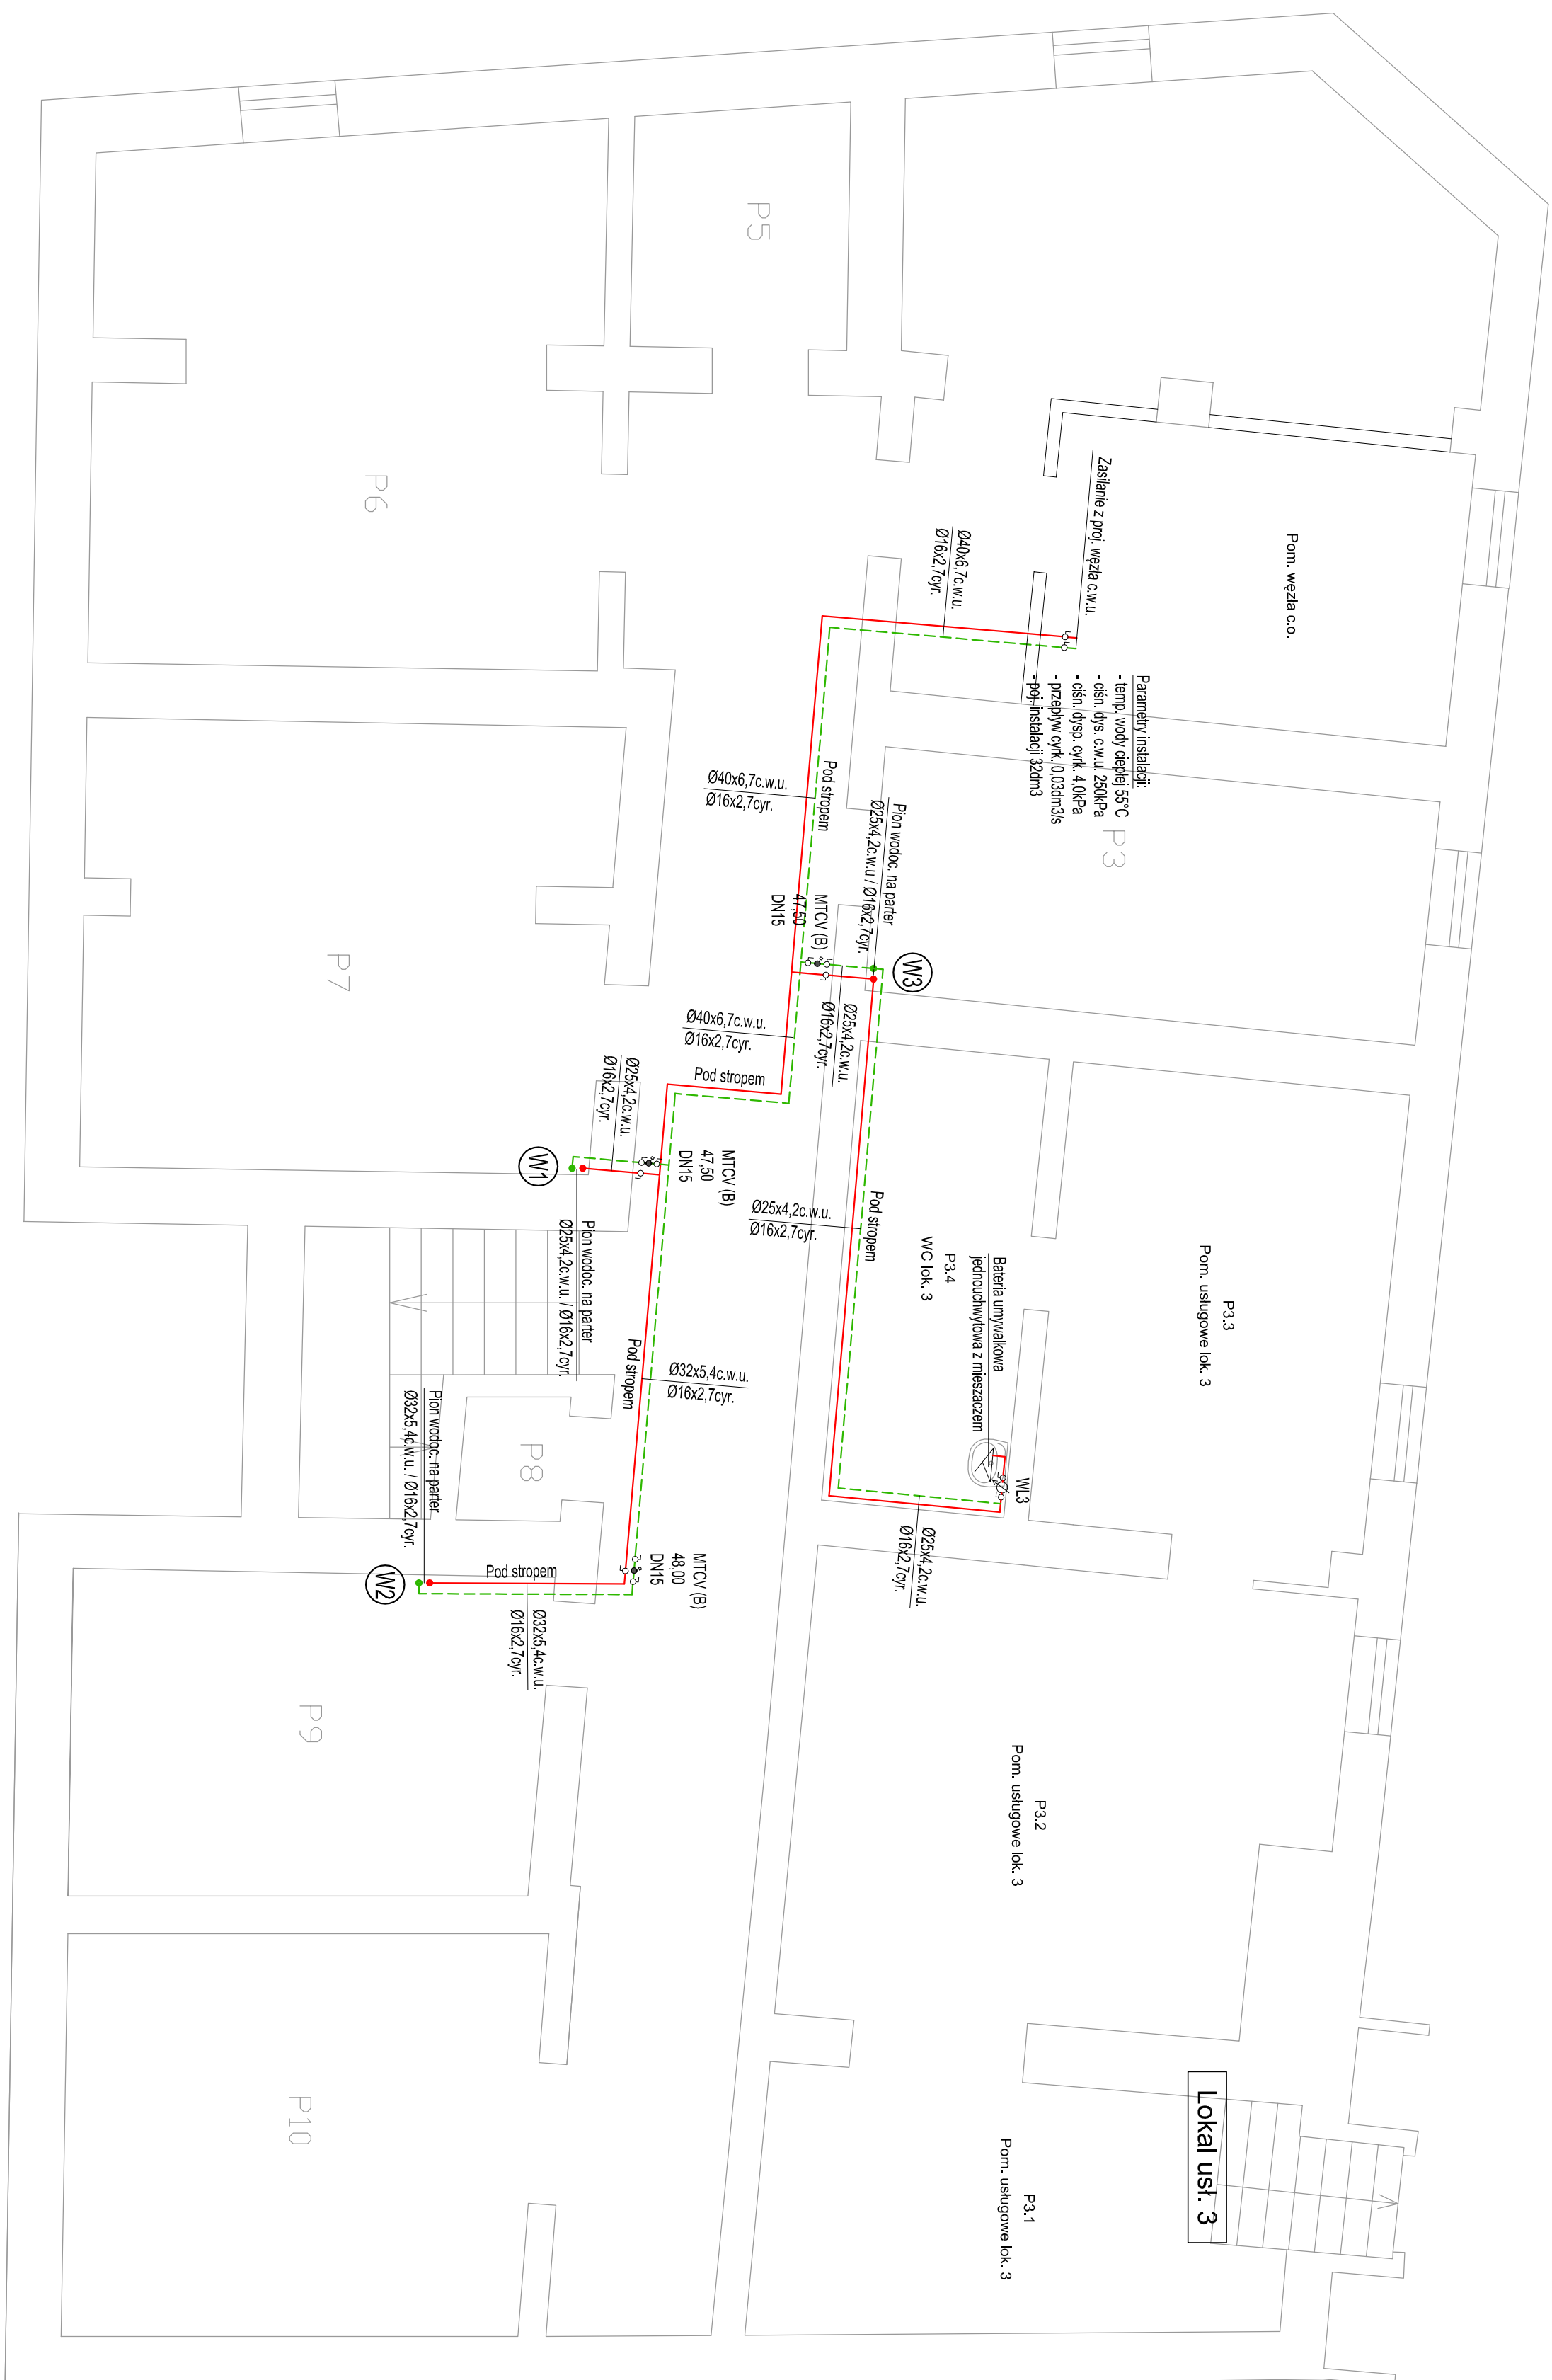 Pom. węzła c.o.
Zasilanie z proj. węzła c.w.u.
Parametry instalacji:
- temp. wody ciepłej 55°C
- ciśn. dys. c.w.u. 250kPa
- ciśn. dysp. cyrk. 4,0kPa
- przepływ cyrk. 0,03dm3/s
- poj. instalacji 32dm3
Ø40x6,7c.w.u.
Ø16x2,7cyr.
P5
P6
P3
Pod stropem
Ø40x6,7c.w.u.
Ø16x2,7cyr.
Pion wodoc. na parter
Ø25x4,2c.w.u / Ø16x2,7cyr.
MTCV (B)
47,50
DN15
W3
Ø25x4,2c.w.u.
Ø16x2,7cyr.
Ø40x6,7c.w.u.
Ø16x2,7cyr.
Pod stropem
P7
Ø25x4,2c.w.u.
Ø16x2,7cyr.
MTCV (B)
47,50
DN15
W1
Pion wodoc. na parter
Ø25x4,2c.w.u. / Ø16x2,7cyr.
Pod stropem
Ø25x4,2c.w.u.
Ø16x2,7cyr.
P3.3
Pom. usługowe lok. 3
P3.4
WC lok. 3
Bateria umywalkowa
jednouchwytowa z mieszaczem
WL3
Pod stropem
Ø32x5,4c.w.u.
Ø16x2,7cyr.
P8
Pion wodoc. na parter
Ø32x5,4c.w.u. / Ø16x2,7cyr.
Ø25x4,2c.w.u.
Ø16x2,7cyr.
MTCV (B)
48,00
DN15
Pod stropem
W2
Ø32x5,4c.w.u.
Ø16x2,7cyr.
P9
P3.2
Pom. usługowe lok. 3
P10
P3.1
Pom. usługowe lok. 3
Lokal usł. 3